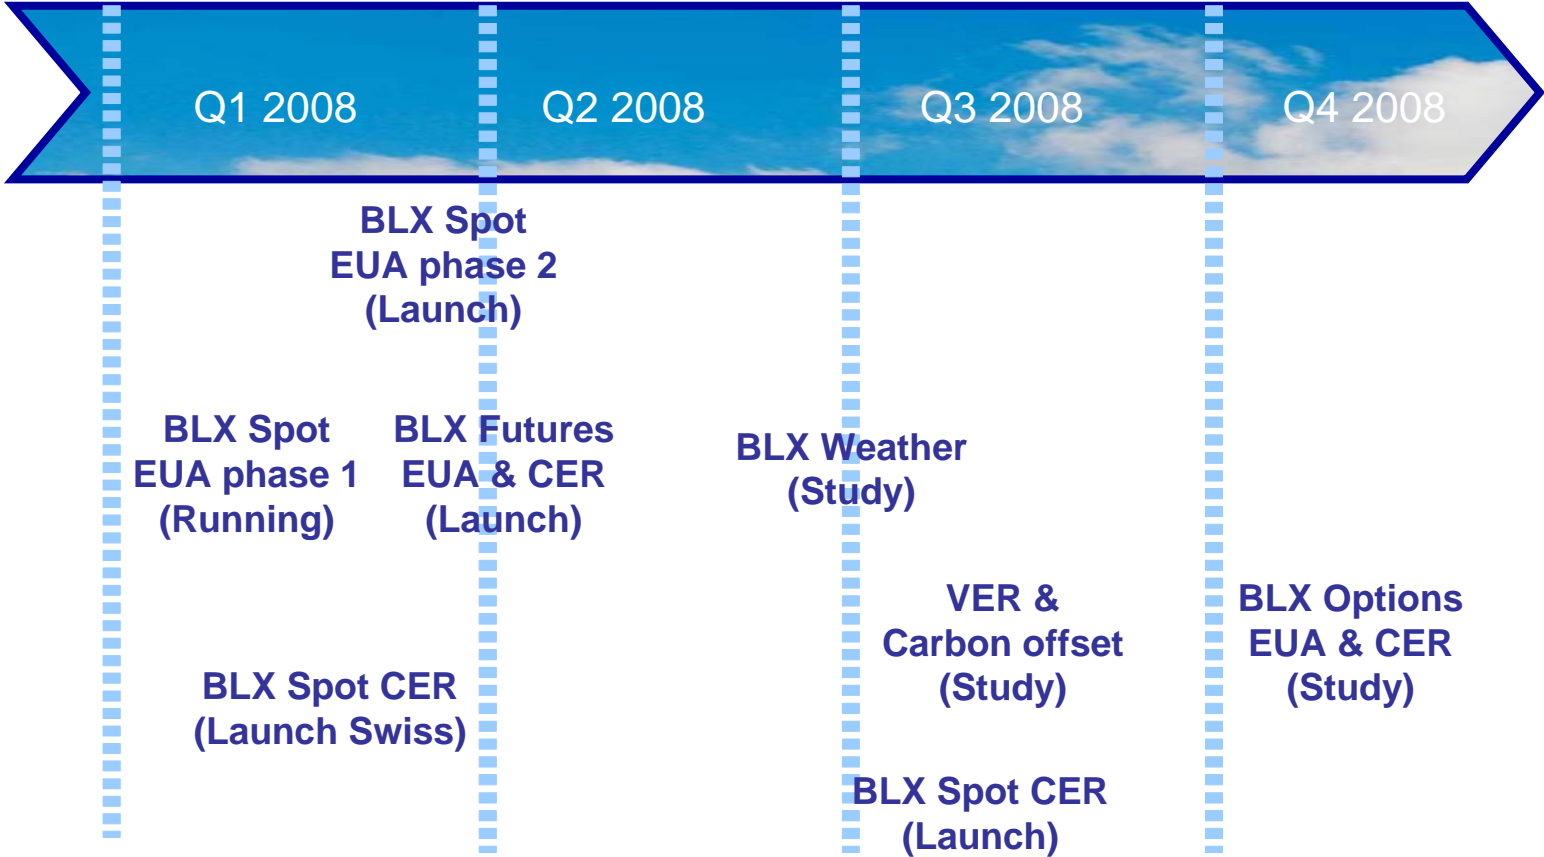 Q1 2008
Q2 2008
Q3 2008
Q4 2008
BLX Spot
EUA phase 2
(Launch)
BLX Spot
EUA phase 1
(Running)
BLX Futures
EUA & CER
(Launch)
BLX Weather
(Study)
VER &
Carbon offset
(Study)
BLX Options
EUA & CER
(Study)
BLX Spot CER
(Launch Swiss)
BLX Spot CER
(Launch)